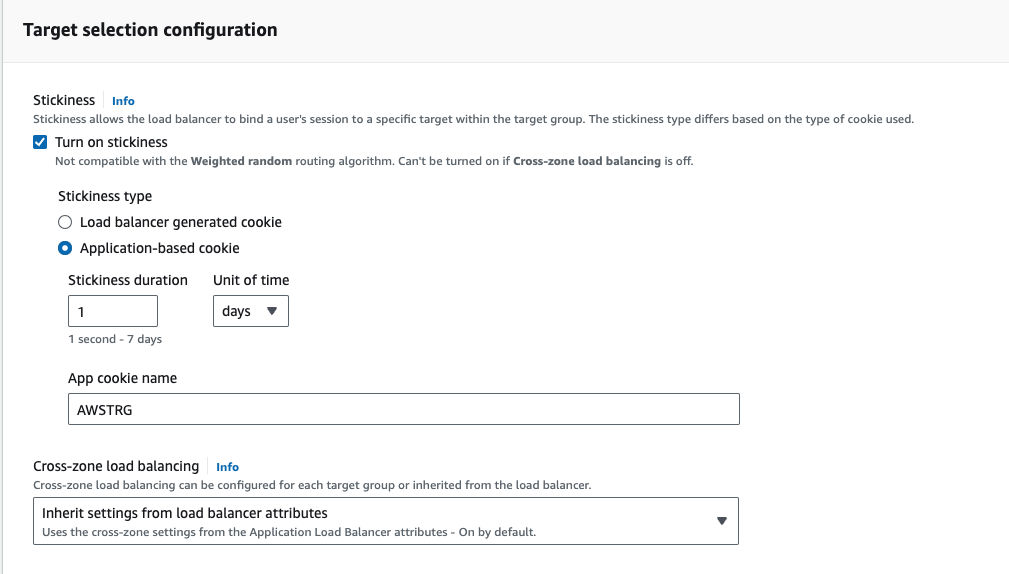 Target selection configuration
Stickiness Info
Stickiness allows the load balancer to bind a user's session to a specific target within the target group. The stickiness type differs based on the type of cookie used.
Turn on stickiness
Not compatible with the Weighted random routing algorithm. Can't be turned on if Cross-zone load balancing is off.
Stickiness type
Load balancer generated cookie
Application-based cookie
Stickiness duration Unit of time
1 days
1 second - 7 days
App cookie name
AWSTRG
Cross-zone load balancing Info
Cross-zone load balancing can be configured for each target group or inherited from the load balancer.
Inherit settings from load balancer attributes
Uses the cross-zone settings from the Application Load Balancer attributes - On by default.